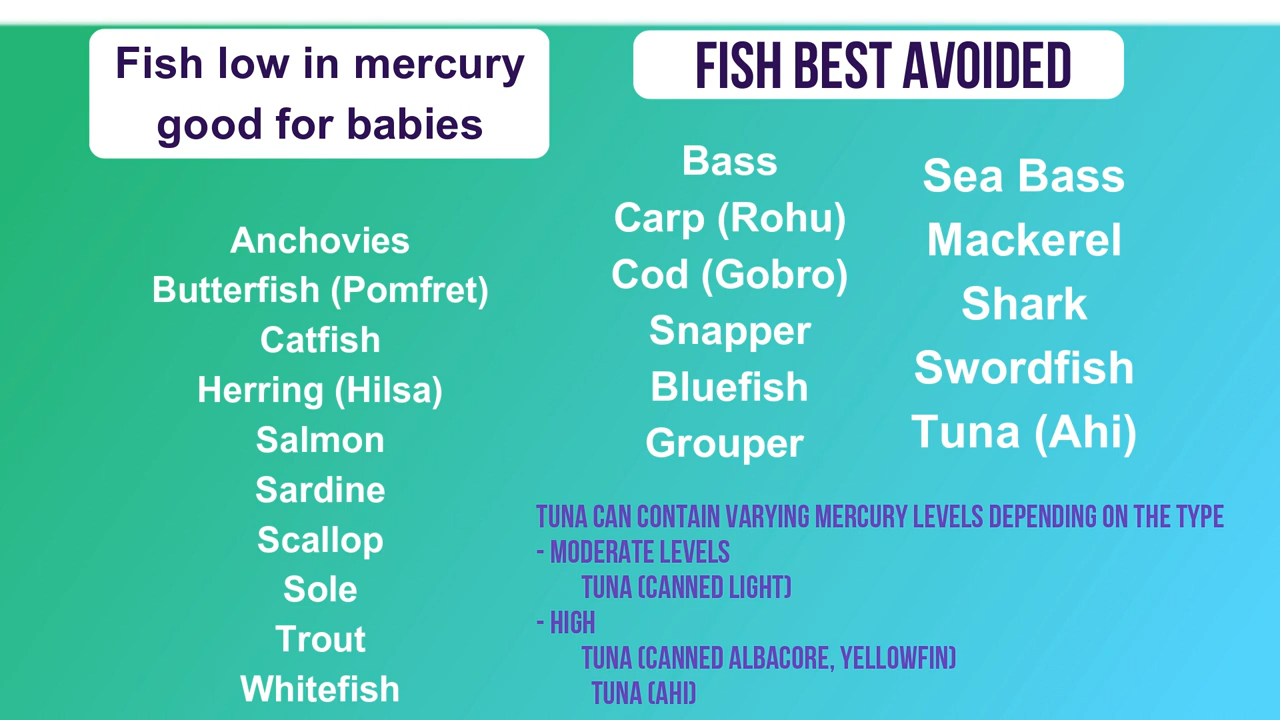 Fish low in mercury
good for babies
Anchovies
Butterfish (Pomfret)
Catfish
Herring (Hilsa)
Salmon
Sardine
Scallop
Sole
Trout
Whitefish
FISH BEST AVOIDED
Bass
Carp (Rohu)
Cod (Gobro)
Snapper
Bluefish
Grouper
Sea Bass
Mackerel
Shark
Swordfish
Tuna (Ahi)
TUNA CAN CONTAIN VARYING MERCURY LEVELS DEPENDING ON THE TYPE
- MODERATE LEVELS
TUNA (CANNED LIGHT)
- HIGH
TUNA (CANNED ALBACORE, YELLOWFIN)
TUNA (AHI)